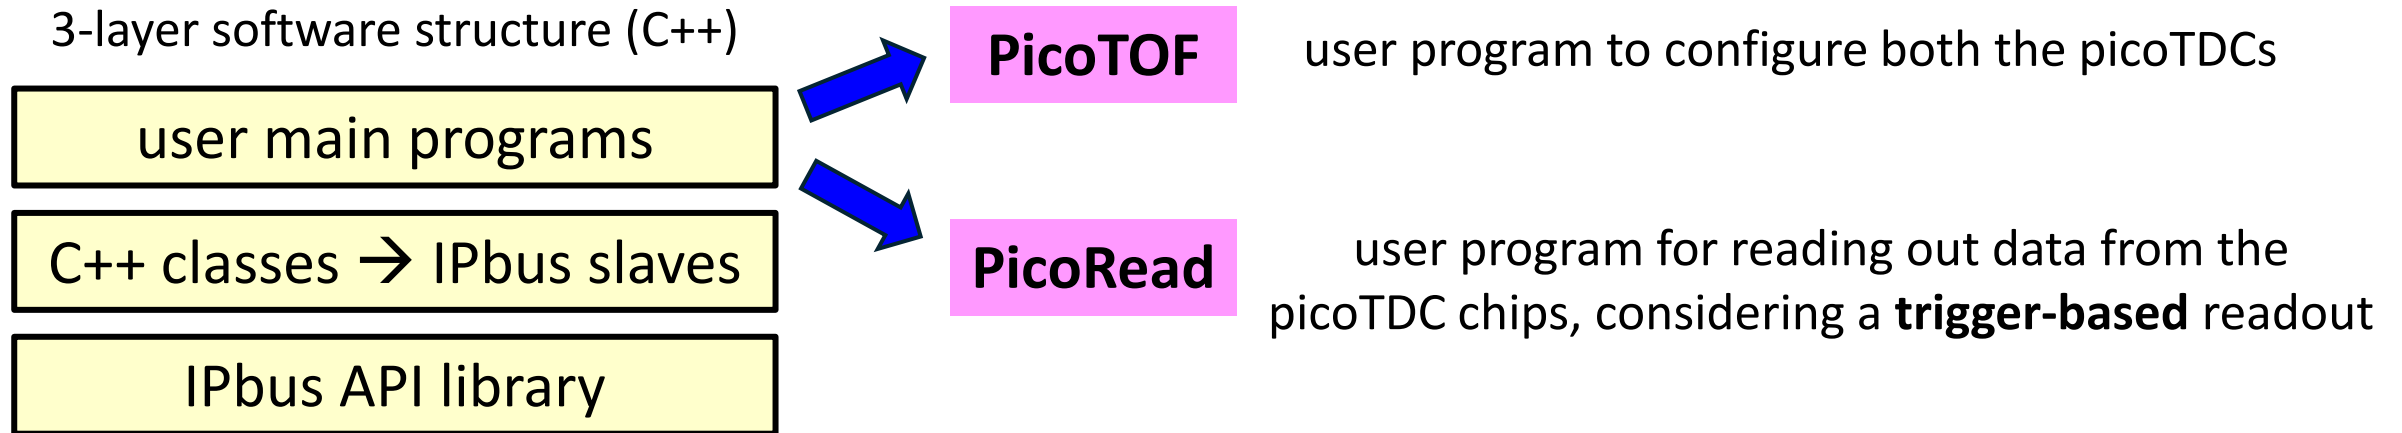 3-layer software structure (C++)
user main programs
C++ classes → IPbus slaves
IPbus API library
PicoTOF
user program to configure both the picoTDCs
PicoRead
user program for reading out data from the
picoTDC chips, considering a trigger-based readout